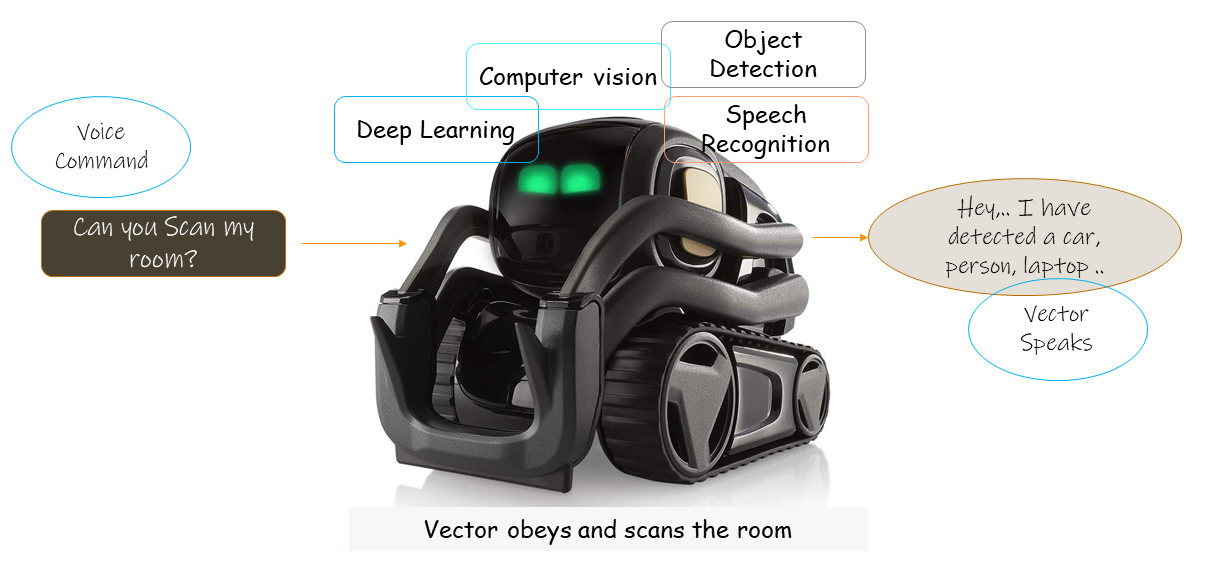 Object
Detection
Computer vision
Deep Learning
Speech
Recognition
Voice
Command
Can you Scan my
room?
Hey,.. I have
detected a car,
person, laptop ..
Vector
Speaks
Vector obeys and scans the room